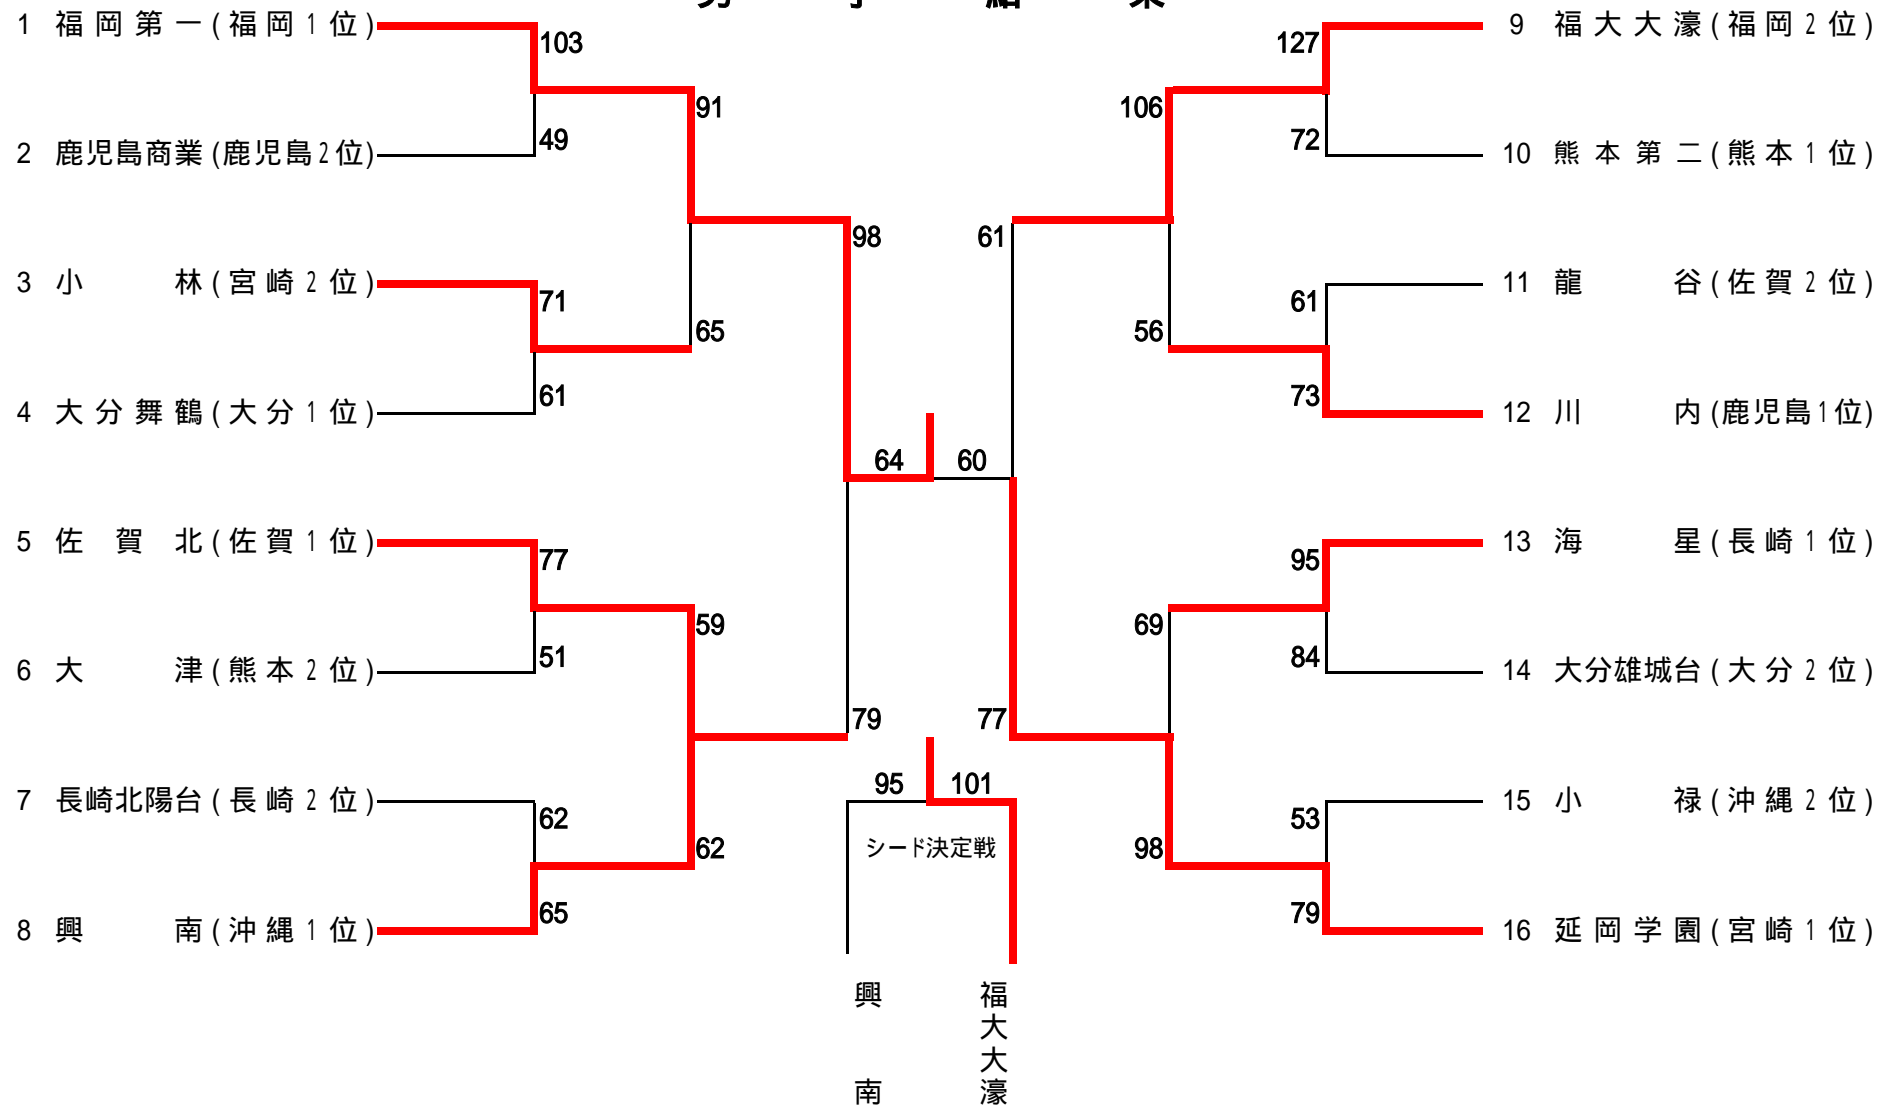 男子結果
1 福岡第一(福岡1位)
103
49
2 鹿児島商業(鹿児島2位)
91
3 小林(宮崎2位)
71
61
4 大分舞鶴(大分1位)
65
98
5 佐賀北(佐賀1位)
77
51
6 大津(熊本2位)
59
7 長崎北陽台(長崎2位)
62
65
8 興南(沖縄1位)
62
79
64 60
9 福大大濠(福岡2位)
127
72
10 熊本第二(熊本1位)
106
11 龍谷(佐賀2位)
61
73
12 川内(鹿児島1位)
56
61
13 海星(長崎1位)
95
84
14 大分雄城台(大分2位)
69
15 小禄(沖縄2位)
53
79
16 延岡学園(宮崎1位)
98
77
95 101
シード決定戦
興南
福大大濠